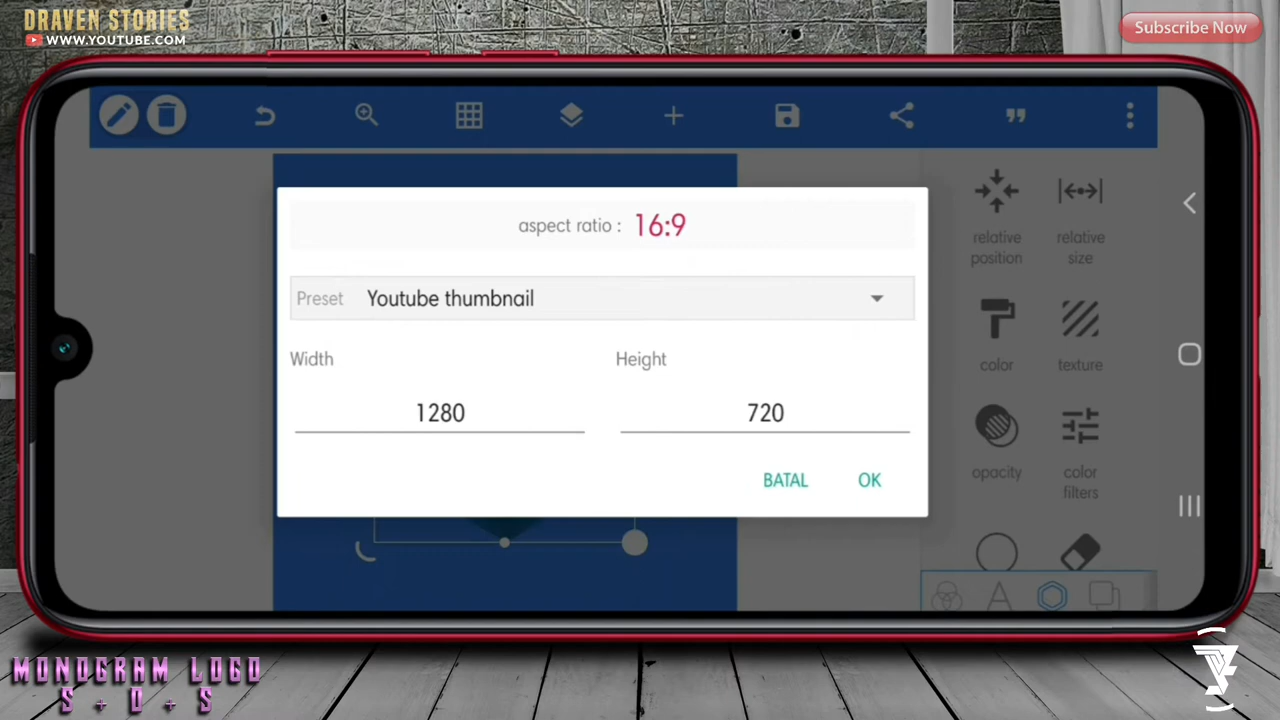 DRAVEN STORIES
WWW.YOUTUBE.COM
Subscribe Now
aspect ratio : 16:9
Preset Youtube thumbnail
Width Height
1280 720
BATAL OK
relative position
relative size
color
texture
opacity
color filters
MONOGRAM LOGO
S + D + S